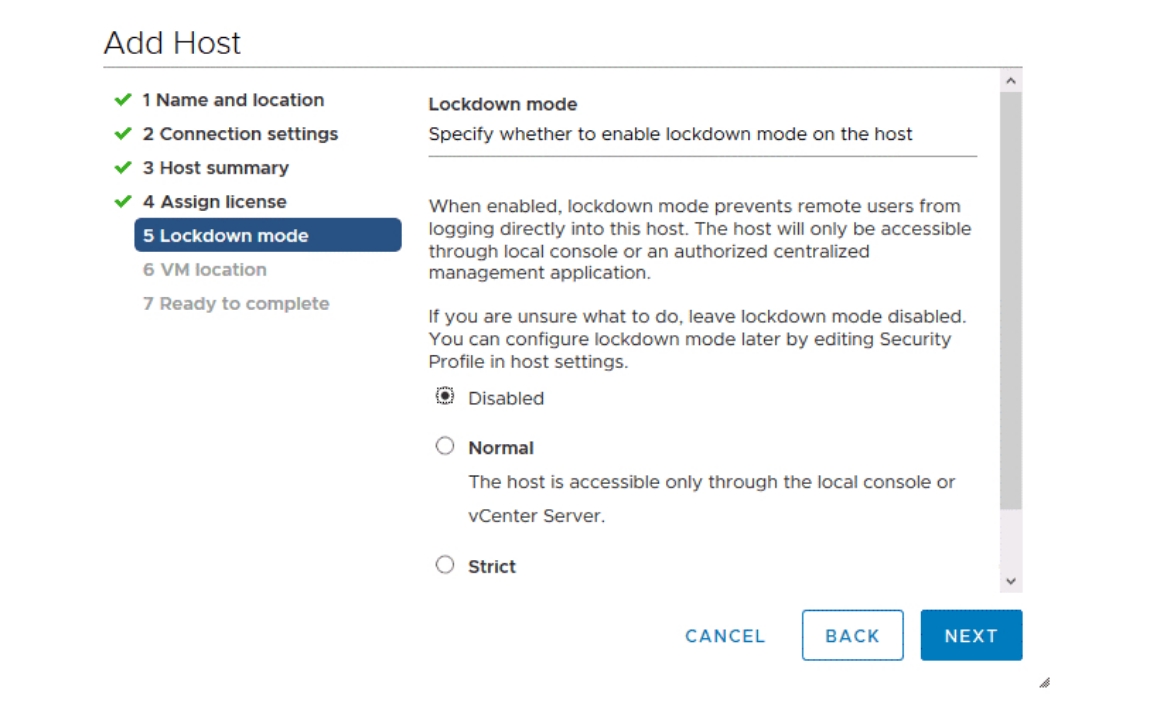 Add Host
1 Name and location
2 Connection settings
3 Host summary
4 Assign license
5 Lockdown mode
6 VM location
7 Ready to complete
Lockdown mode
Specify whether to enable lockdown mode on the host
When enabled, lockdown mode prevents remote users from
logging directly into this host. The host will only be accessible
through local console or an authorized centralized
management application.
If you are unsure what to do, leave lockdown mode disabled.
You can configure lockdown mode later by editing Security
Profile in host settings.
Disabled
Normal
The host is accessible only through the local console or
vCenter Server.
Strict
CANCEL
BACK
NEXT